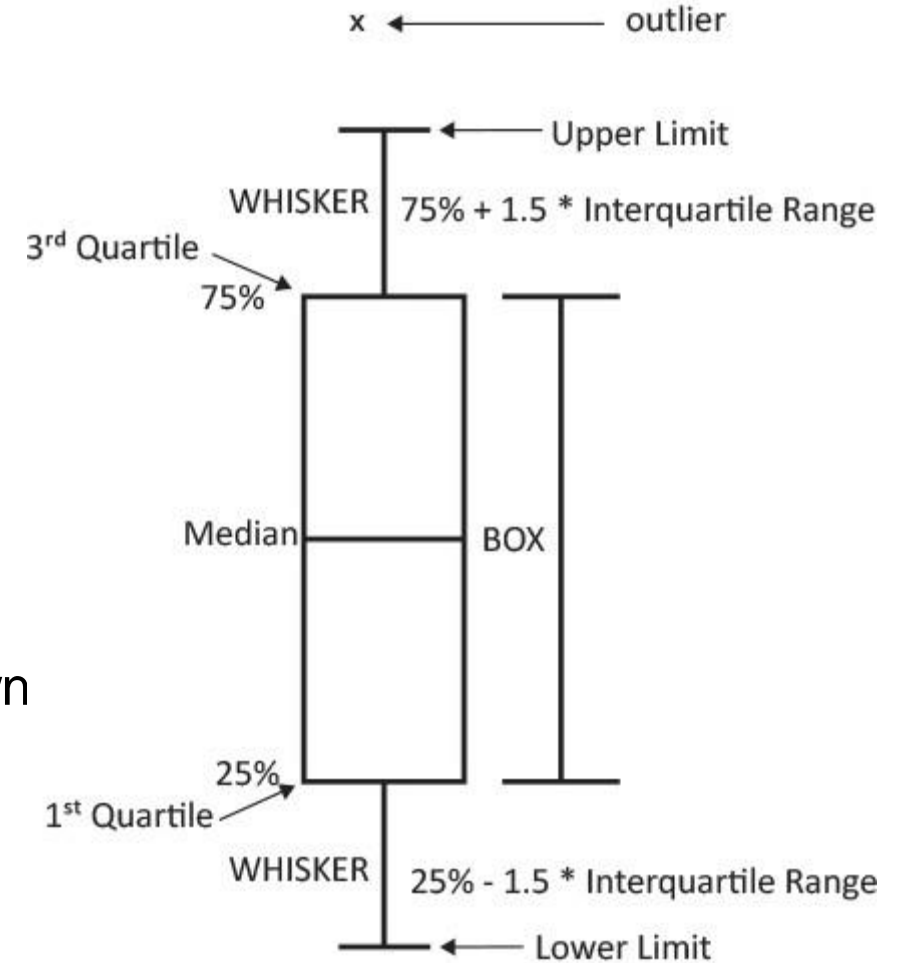 x outlier
Upper Limit
WHISKER 75% + 1.5 * Interquartile Range
3rd Quartile
75%
Median BOX
25%
1st Quartile
WHISKER 25% - 1.5 * Interquartile Range
Lower Limit